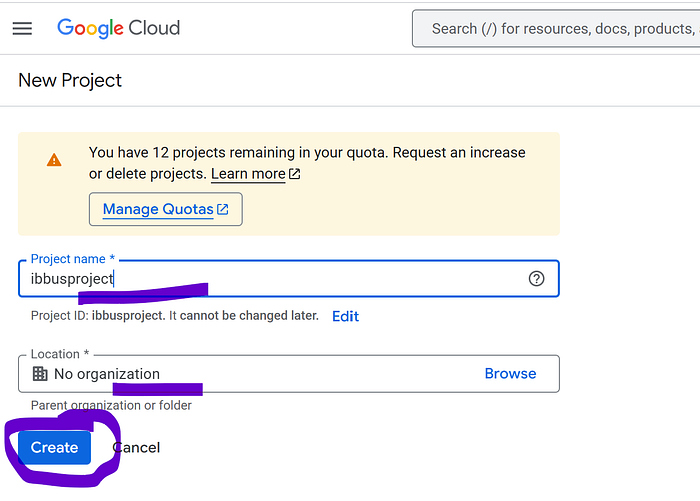 Google Cloud
Search (/) for resources, docs, products,
New Project
You have 12 projects remaining in your quota. Request an increase
or delete projects. Learn more
Manage Quotas
Project name *
ibbusproject
Project ID: ibbusproject. It cannot be changed later. Edit
Location *
No organization
Browse
Parent organization or folder
Create
Cancel